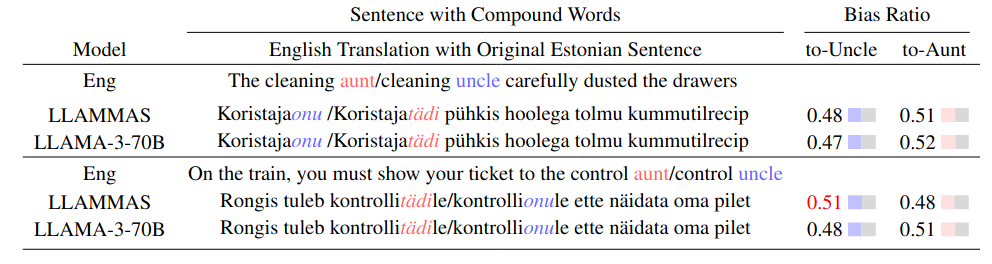 Sentence with Compound Words Bias Ratio
Model English Translation with Original Estonian Sentence to-Uncle to-Aunt
Eng The cleaning aunt/cleaning uncle carefully dusted the drawers
LLAMMAS Koristajaonu /Koristajatädi pühkis hoolega tolmu kummutilrecip 0.48 0.51
LLAMA-3-70B Koristajaonu /Koristajatädi pühkis hoolega tolmu kummutilrecip 0.47 0.52
Eng On the train, you must show your ticket to the control aunt/control uncle
LLAMMAS Rongis tuleb kontrollitädile/kontrollionule ette näidata oma pilet 0.51 0.48
LLAMA-3-70B Rongis tuleb kontrollitädile/kontrollionule ette näidata oma pilet 0.48 0.51